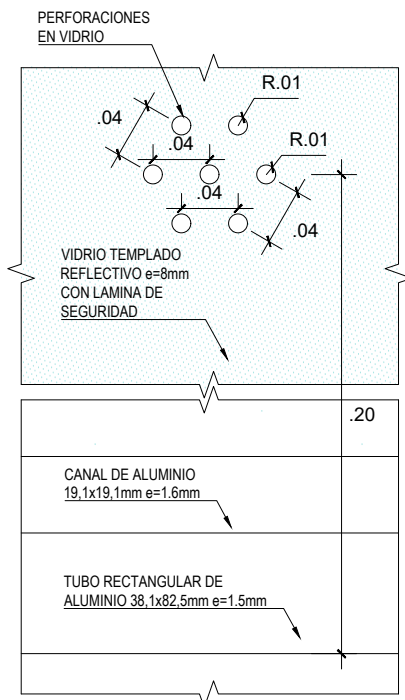 PERFORACIONES
EN VIDRIO
R.01
.04
.04
R.01
.04
.04
VIDRIO TEMPLADO
REFLECTIVO e=8mm
CON LAMINA DE
SEGURIDAD
.20
CANAL DE ALUMINIO
19,1x19,1mm e=1.6mm
TUBO RECTANGULAR DE
ALUMINIO 38,1x82,5mm e=1.5mm